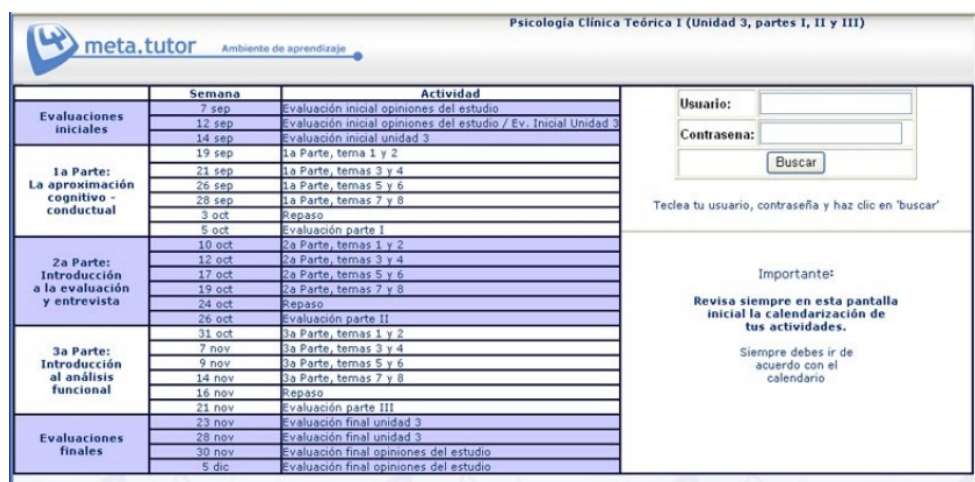 Psicología Clínica Teórica I (Unidad 3, partes I, II y III)
4
meta.tutor Ambiente de aprendizaje
Semana Actividad
Evaluaciones iniciales
7 sep Evaluación inicial opiniones del estudio
12 sep Evaluación inicial opiniones del estudio / Ev. Inicial Unidad 3
14 sep Evaluación inicial unidad 3
1a Parte:
La aproximación
cognitivo -
conductual
19 sep 1a Parte, tema 1 y 2
21 sep 1a Parte, temas 3 y 4
26 sep 1a Parte, temas 5 y 6
28 sep 1a Parte, temas 7 y 8
3 oct Repaso
5 oct Evaluación parte I
2a Parte:
Introducción
a la evaluación
y entrevista
10 oct 2a Parte, temas 1 y 2
12 oct 2a Parte, temas 3 y 4
17 oct 2a Parte, temas 5 y 6
19 oct 2a Parte, temas 7 y 8
24 oct Repaso
26 oct Evaluación parte II
3a Parte:
Introducción
al análisis
funcional
31 oct 3a Parte, temas 1 y 2
7 nov 3a Parte, temas 3 y 4
9 nov 3a Parte, temas 5 y 6
14 nov 3a Parte, temas 7 y 8
16 nov Repaso
21 nov Evaluación parte III
Evaluaciones
finales
23 nov Evaluación final unidad 3
28 nov Evaluación final unidad 3
30 nov Evaluación final opiniones del estudio
5 dic Evaluación final opiniones del estudio
Usuario:
Contrasena:
Buscar
Teclea tu usuario, contraseña y haz clic en 'buscar'
Importante:
Revisa siempre en esta pantalla
inicial la calendarización de
tus actividades.
Siempre debes ir de
acuerdo con el
calendario